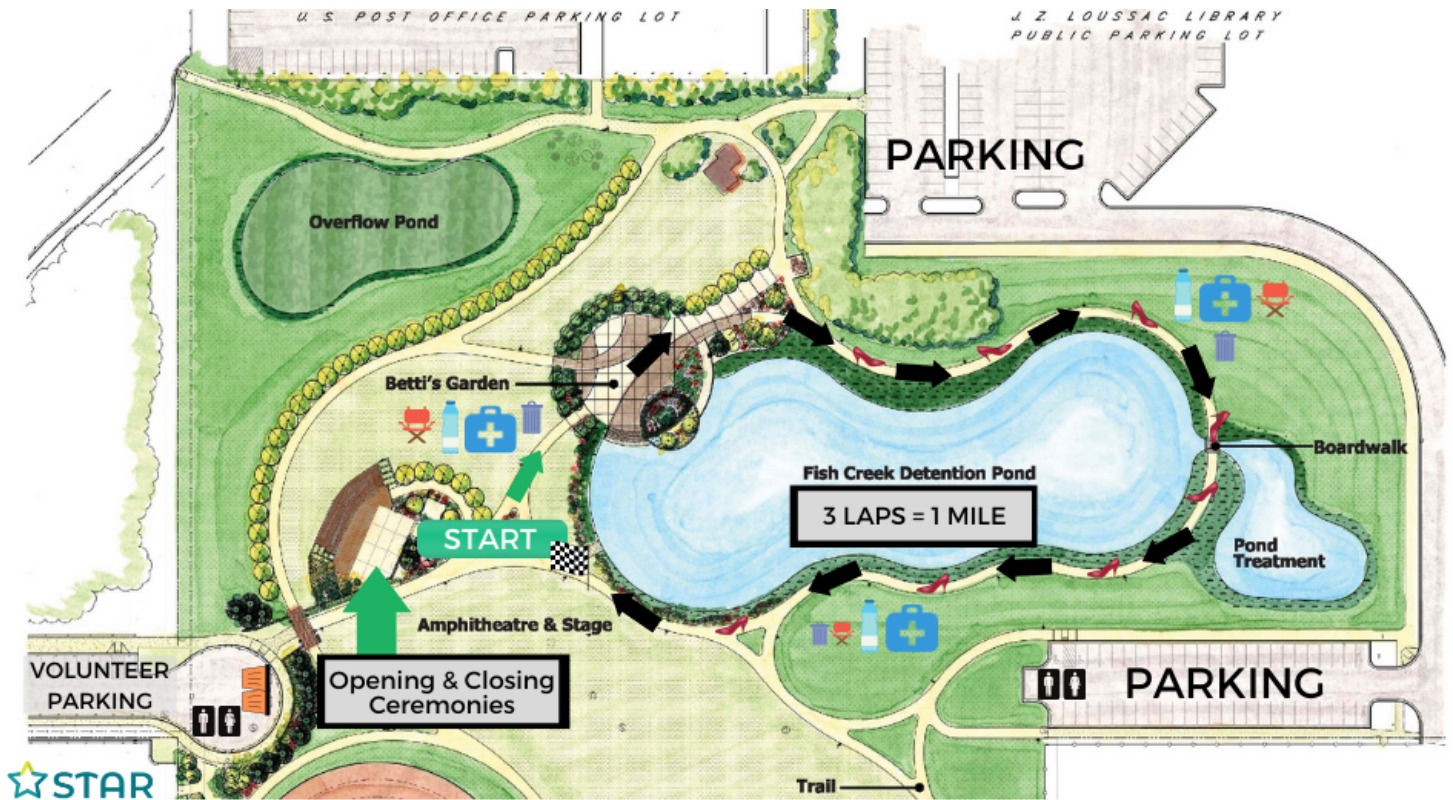 U.S. POST OFFICE PARKING LOT
J. Z. LOUSSAC LIBRARY
PUBLIC PARKING LOT
PARKING
Overflow Pond
Betti's Garden
Boardwalk
Fish Creek Detention Pond
3 LAPS = 1 MILE
START
Pond
Treatment
Amphitheatre & Stage
VOLUNTEER
PARKING
Opening & Closing
Ceremonies
PARKING
Trail
STAR